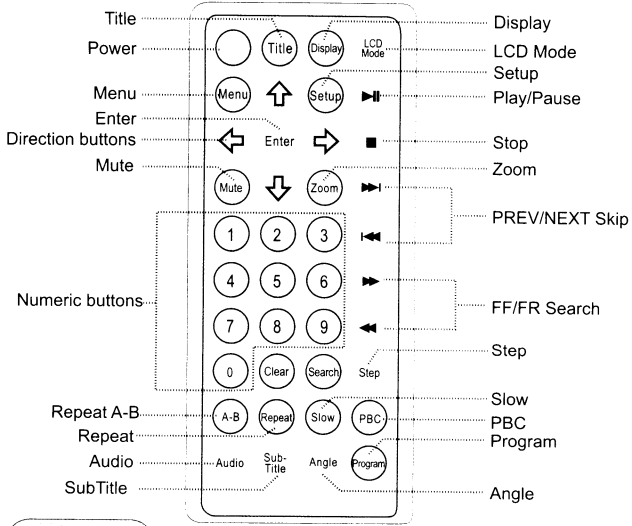 Title
Display
Power
Title
Display
LCD
Mode
LCD Mode
Setup
Menu
Menu
Setup
Play/Pause
Enter
Direction buttons
Enter
Stop
Mute
Zoom
Mute
Zoom
PREV/NEXT Skip
1 2 3
4 5 6
Numeric buttons
FF/FR Search
7 8 9
Step
0 Clear Search Step
Slow
Repeat A-B
A-B Repeat Slow PBC
PBC
Repeat
Program
Audio
Audio
Sub-
Title
Angle
Program
SubTitle
Angle